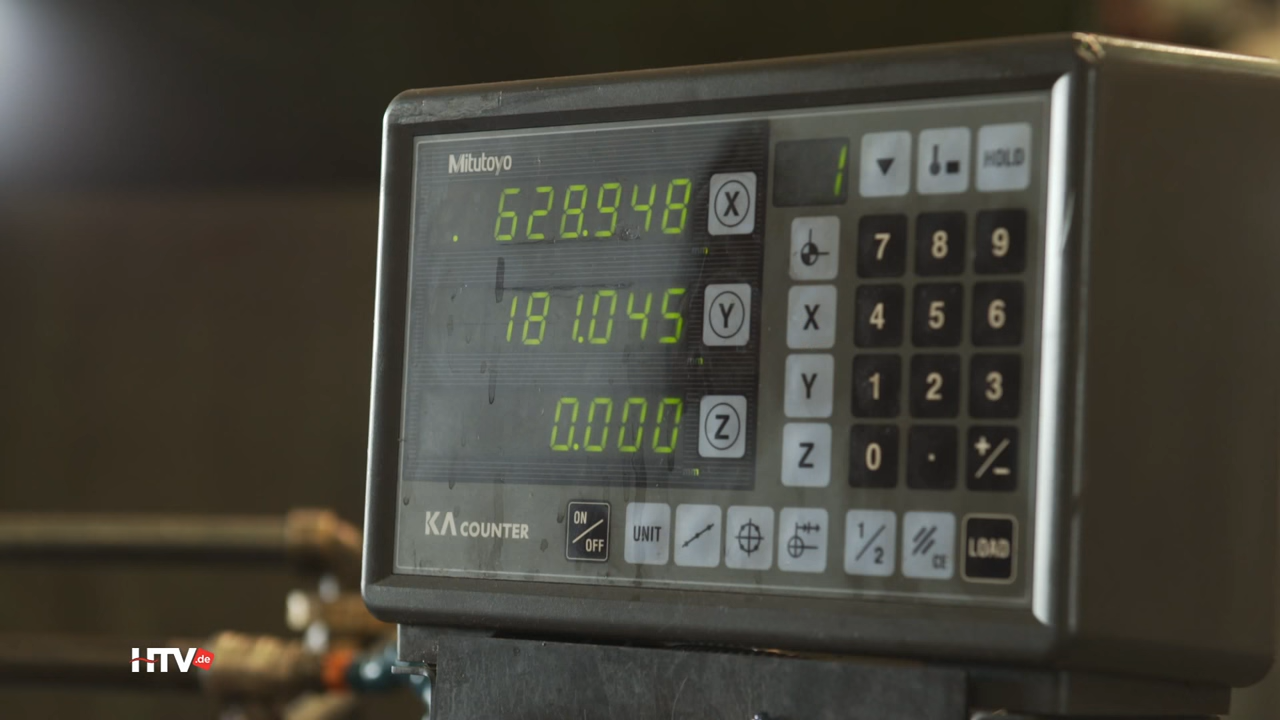 Mitutoyo
1
HOLD
628.948 X
7 8 9
181.045 Y
X 4 5 6
Y 1 2 3
0.000 Z
Z 0 . +/−
KA COUNTER
ON/OFF UNIT 1/2 CE LOAD
HTV.de